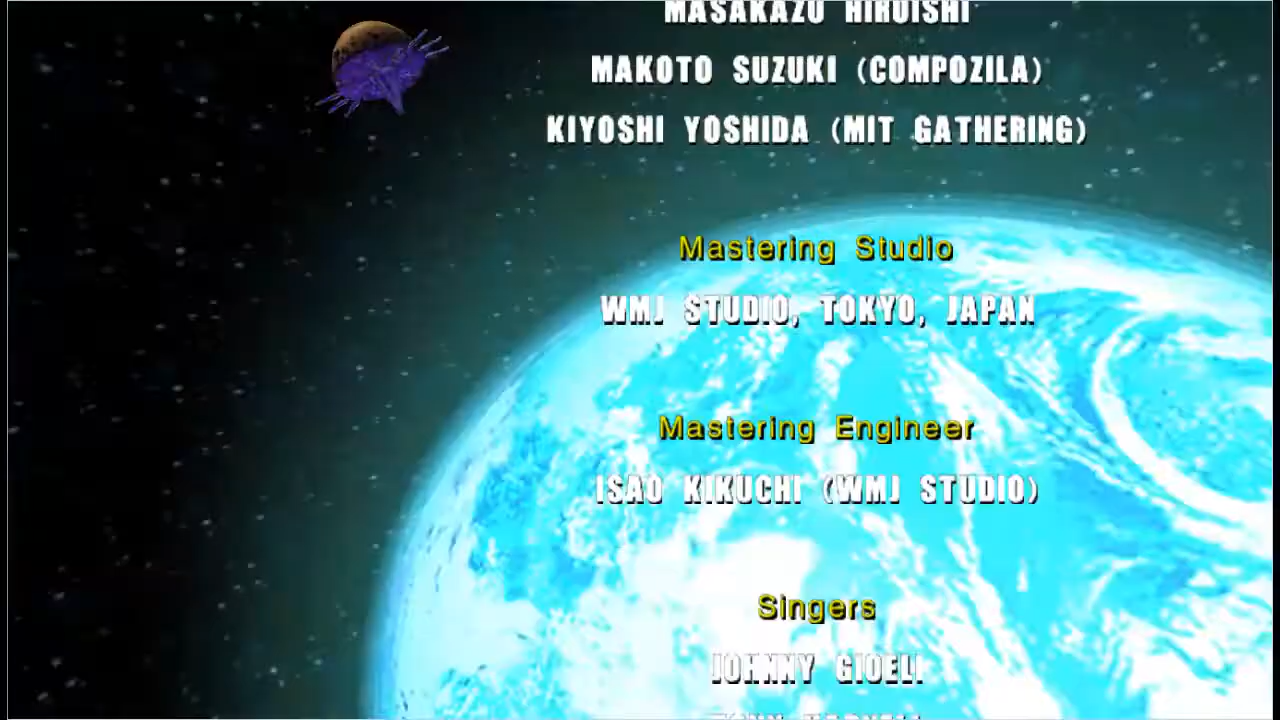 MASAKAZU HIROISHI
MAKOTO SUZUKI (COMPOZILA)
KIYOSHI YOSHIDA (MIT GATHERING)
Mastering Studio
WMJ STUDIO, TOKYO, JAPAN
Mastering Engineer
ISAO KIKUCHI (WMJ STUDIO)
Singers
JOHNNY GIOELI